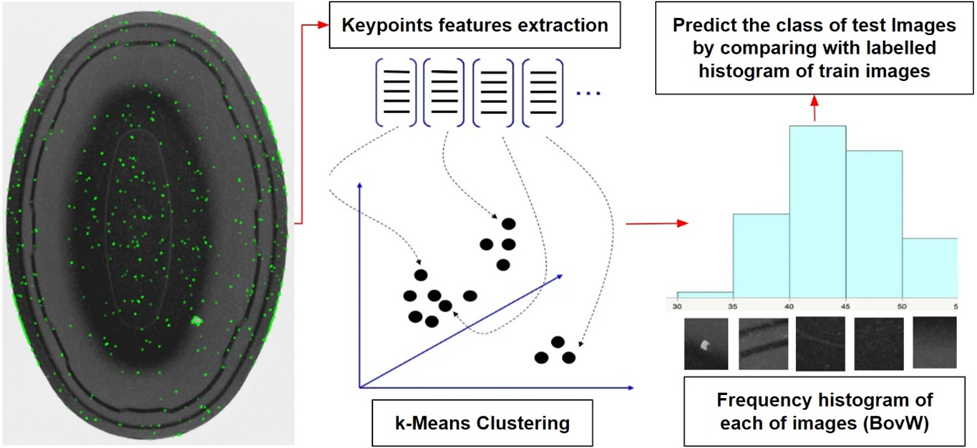 Keypoints features extraction
Predict the class of test Images
by comparing with labelled
histogram of train images
...
30 35 40 45 50 5
k-Means Clustering
Frequency histogram of
each of images (BovW)